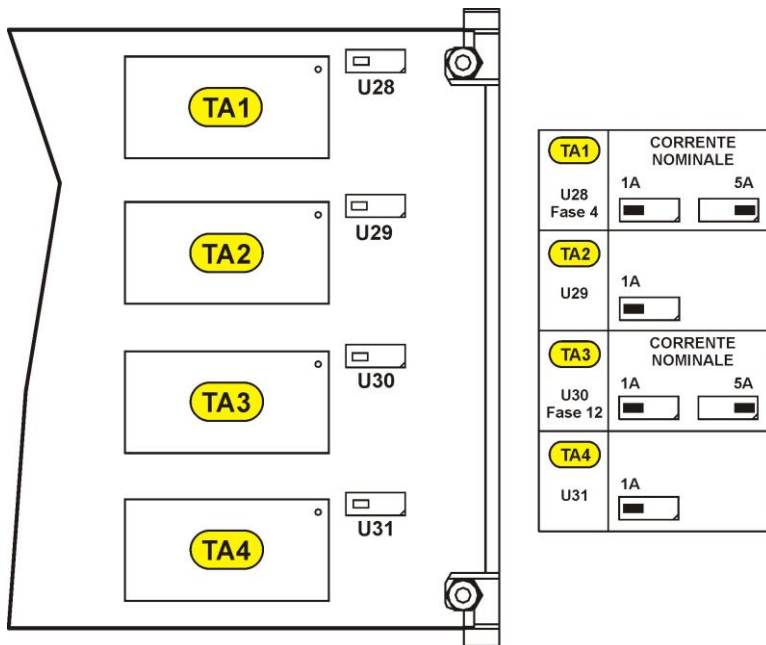 TA1
U28
TA2
U29
TA3
U30
TA4
U31
TA1
CORRENTE
NOMINALE
U28
Fase 4
1A 5A
TA2
U29
1A
TA3
CORRENTE
NOMINALE
U30
Fase 12
1A 5A
TA4
U31
1A